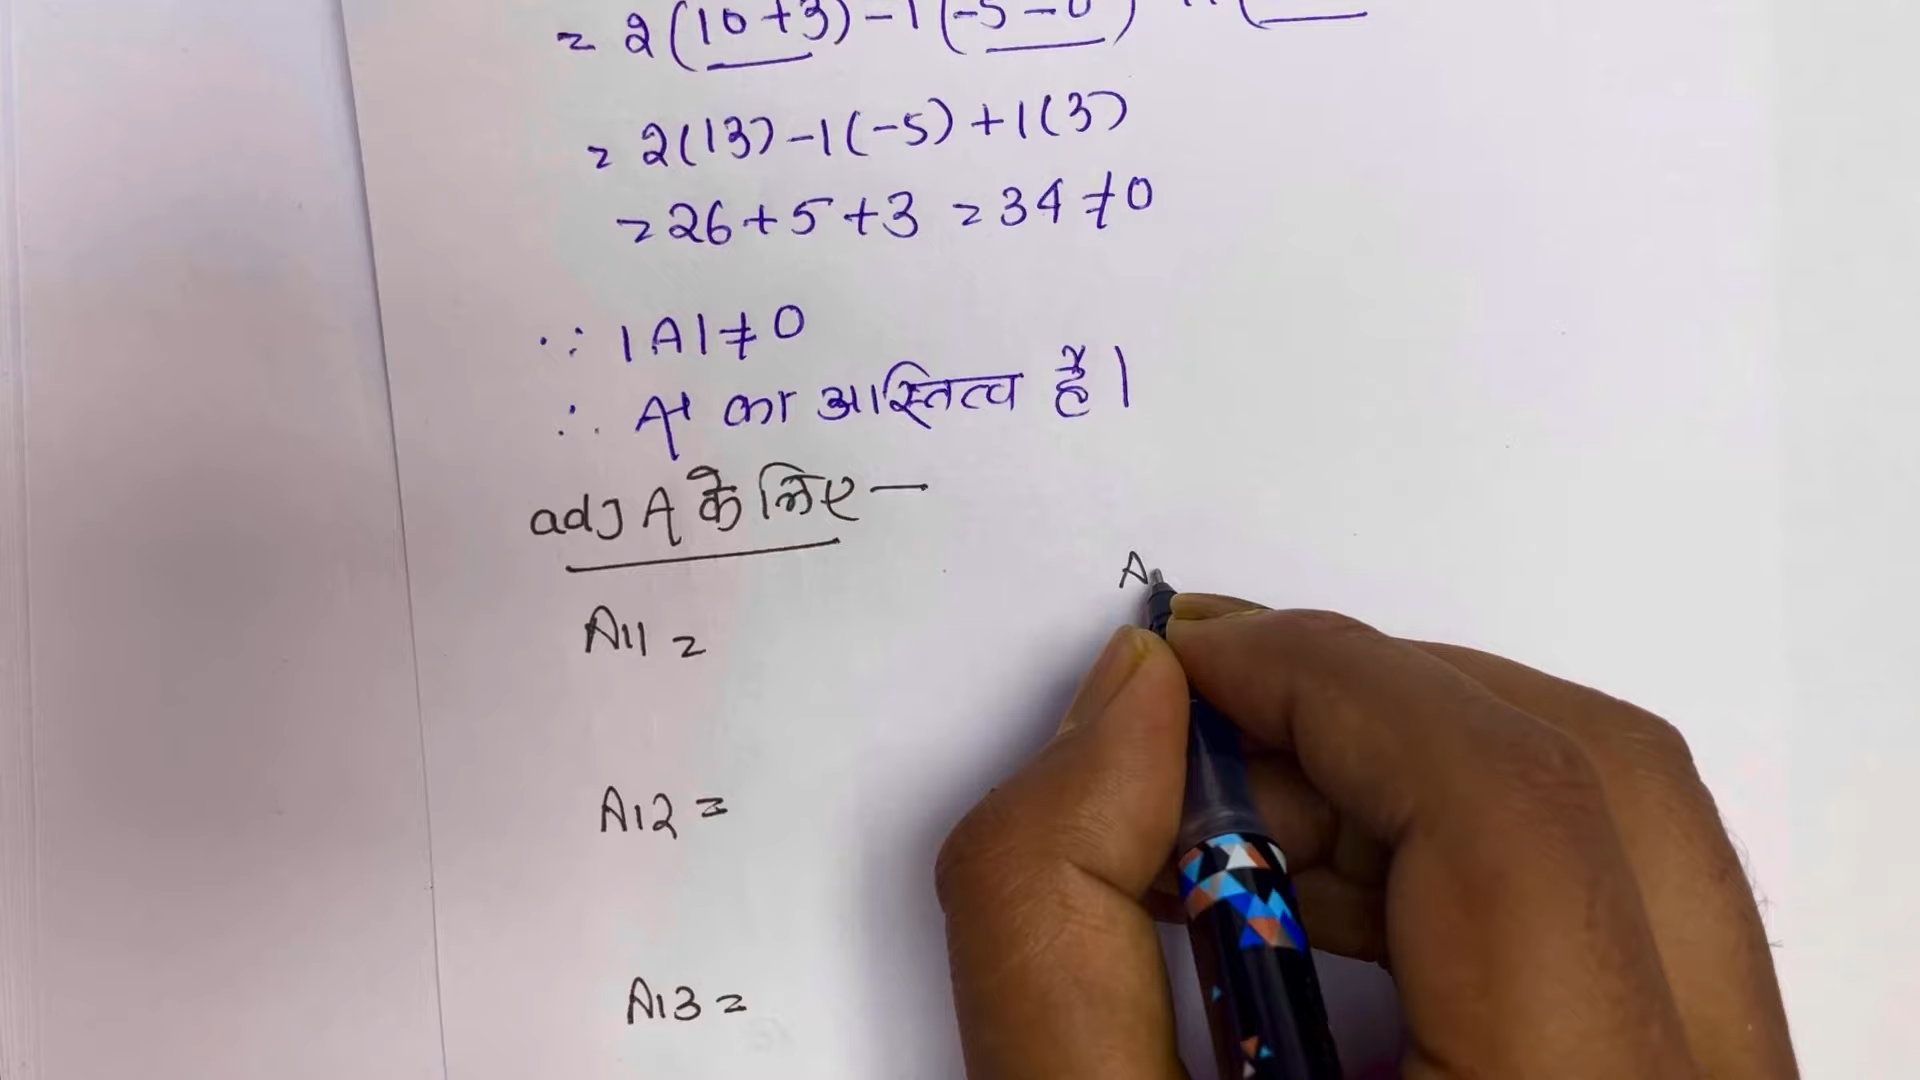 = 2(10+3)-1(-5-0)
= 2(13)-1(-5)+1(3)
= 26+5+3 = 34 ≠ 0
∵ |A| ≠ 0
∴ A⁻¹ का आस्तित्व है।
adj A के लिए —
A11 =
A
A12 =
A13 =